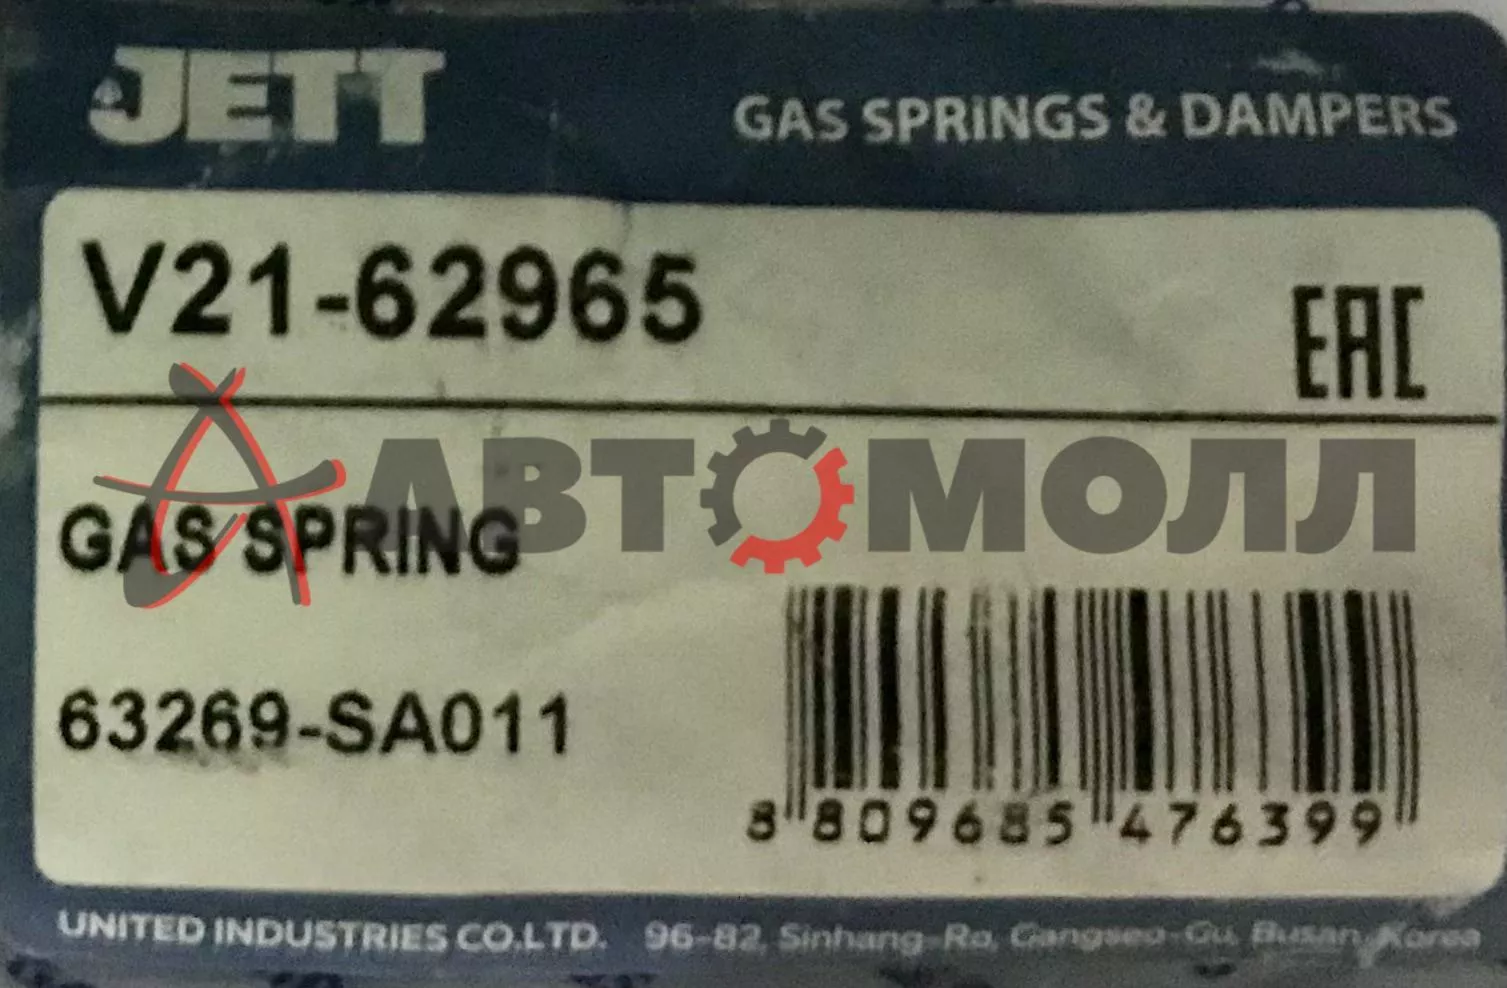 JETT
GAS SPRINGS & DAMPERS
V21-62965
EAC
АВТОМОЛЛ
GAS SPRING
63269-SA011
8 809685 476399
UNITED INDUSTRIES CO.LTD. 96-82, Sinhang-Ro, Gangseo-Gu, Busan, Korea